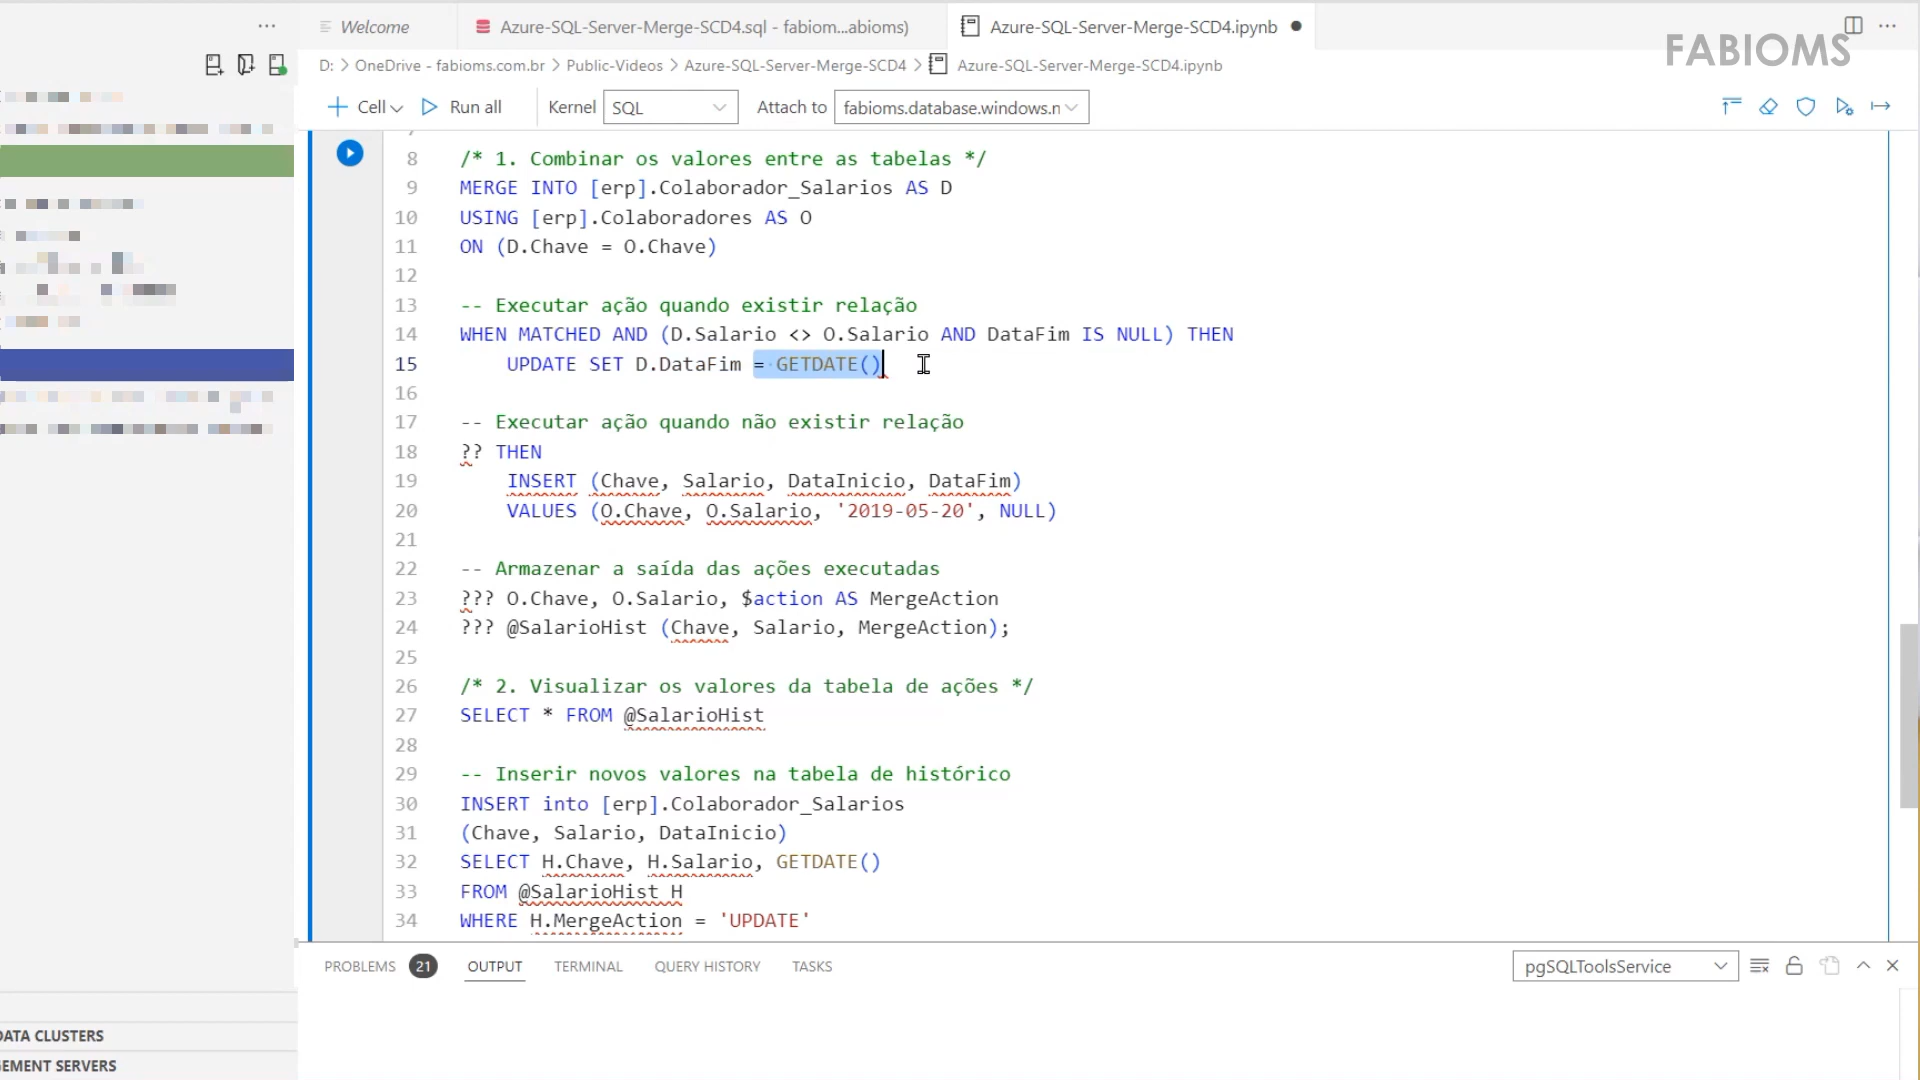 Welcome
Azure-SQL-Server-Merge-SCD4.sql - fabiom...abioms)
Azure-SQL-Server-Merge-SCD4.ipynb
FABIOMS
D: > OneDrive - fabioms.com.br > Public-Videos > Azure-SQL-Server-Merge-SCD4 > Azure-SQL-Server-Merge-SCD4.ipynb
Cell Run all Kernel SQL Attach to fabioms.database.windows.n
8 /* 1. Combinar os valores entre as tabelas */
9 MERGE INTO [erp].Colaborador_Salarios AS D
10 USING [erp].Colaboradores AS O
11 ON (D.Chave = O.Chave)
12
13 -- Executar ação quando existir relação
14 WHEN MATCHED AND (D.Salario <> O.Salario AND DataFim IS NULL) THEN
15 UPDATE SET D.DataFim = GETDATE()
16
17 -- Executar ação quando não existir relação
18 ?? THEN
19 INSERT (Chave, Salario, DataInicio, DataFim)
20 VALUES (O.Chave, O.Salario, '2019-05-20', NULL)
21
22 -- Armazenar a saída das ações executadas
23 ??? O.Chave, O.Salario, $action AS MergeAction
24 ??? @SalarioHist (Chave, Salario, MergeAction);
25
26 /* 2. Visualizar os valores da tabela de ações */
27 SELECT * FROM @SalarioHist
28
29 -- Inserir novos valores na tabela de histórico
30 INSERT into [erp].Colaborador_Salarios
31 (Chave, Salario, DataInicio)
32 SELECT H.Chave, H.Salario, GETDATE()
33 FROM @SalarioHist H
34 WHERE H.MergeAction = 'UPDATE'
PROBLEMS 21 OUTPUT TERMINAL QUERY HISTORY TASKS pgSQLToolsService
DATA CLUSTERS
EMENT SERVERS